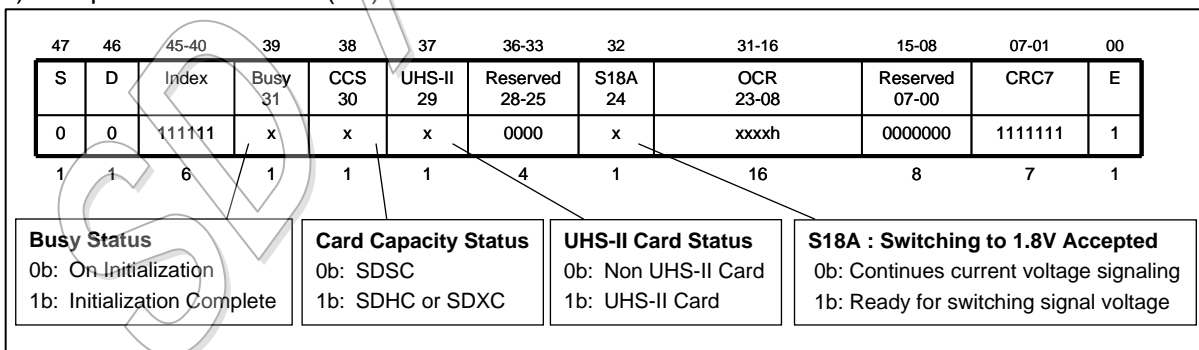 47 46 45-40 39 38 37 36-33 32 31-16 15-08 07-01 00
S D Index Busy 31 CCS 30 UHS-II 29 Reserved 28-25 S18A 24 OCR 23-08 Reserved 07-00 CRC7 E
0 0 111111 x x x 0000 x xxxxh 0000000 1111111 1
1 1 6 1 1 1 4 1 16 8 7 1
Busy Status
0b: On Initialization
1b: Initialization Complete
Card Capacity Status
0b: SDSC
1b: SDHC or SDXC
UHS-II Card Status
0b: Non UHS-II Card
1b: UHS-II Card
S18A : Switching to 1.8V Accepted
0b: Continues current voltage signaling
1b: Ready for switching signal voltage